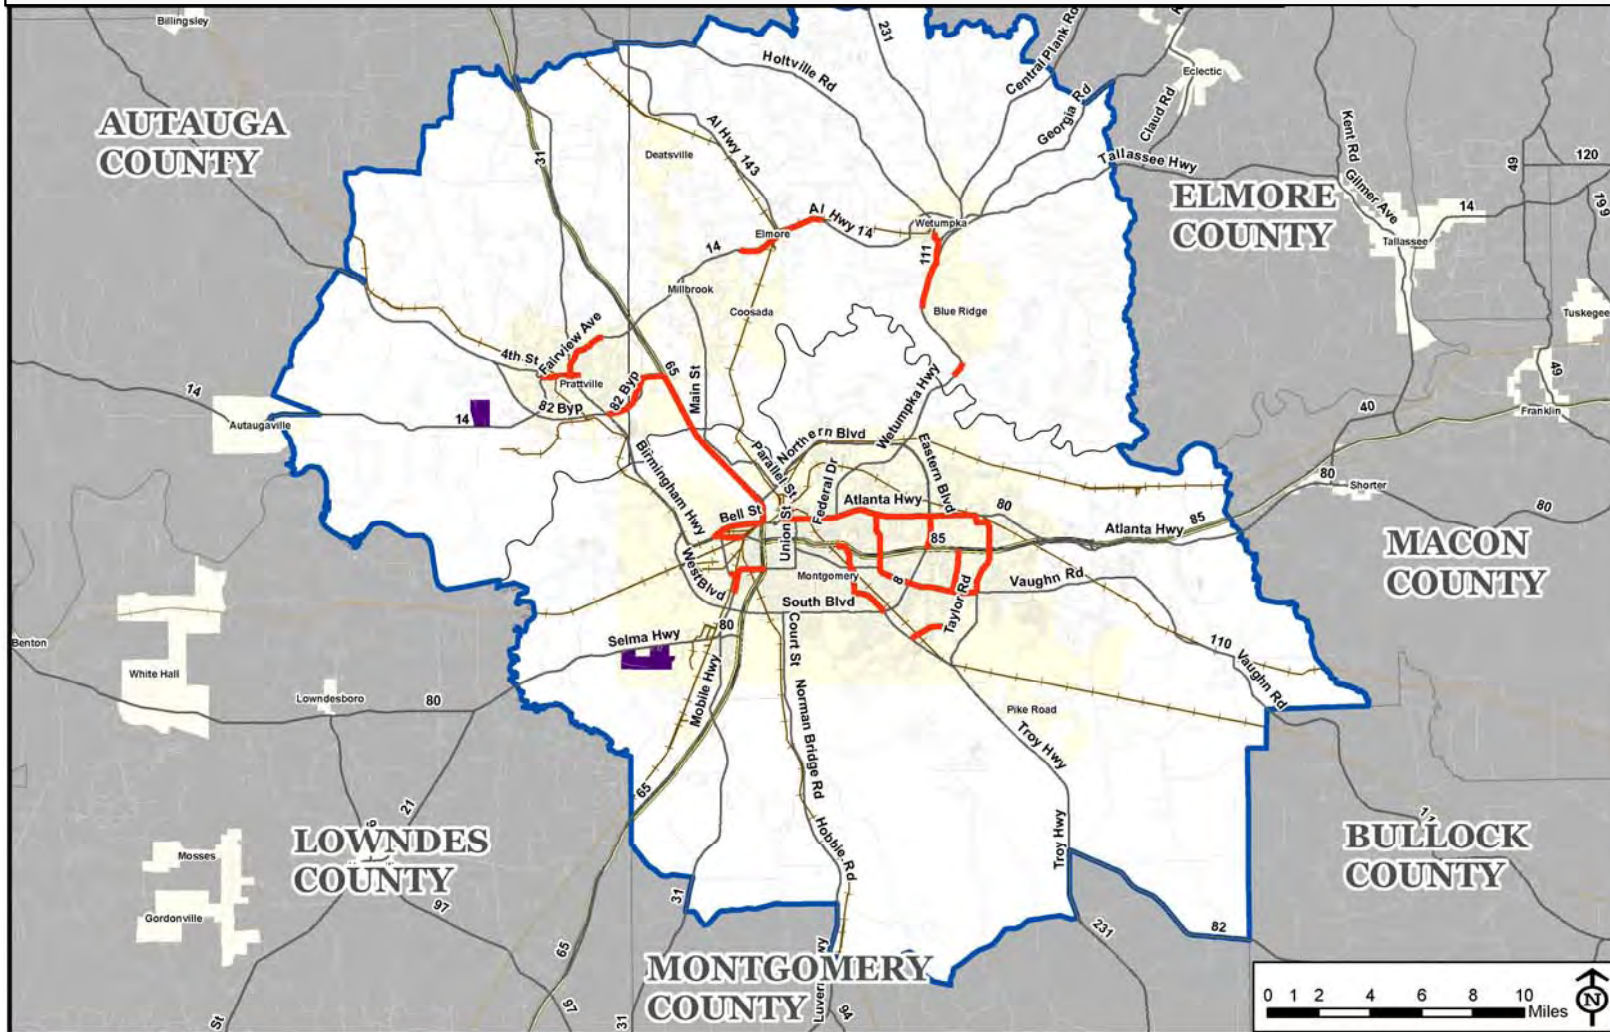 Billingsley
231
Central Plank Rd
Holtville Rd
Eclectic
AUTAUGA
COUNTY
31
Al Hwy 143
Georgia Rd
Claud Rd
Kent Rd
49
120
Deatsville
Tallassee Hwy
Gilmer Ave
199
ELMORE
COUNTY
14
Al Hwy 14
Wetumpka
Elmore
14
111
Tallassee
Millbrook
Coosada
Blue Ridge
Tuskegee
4th St
Fairview Ave
65
Prattville
82 Byp
Main St
Wetumpka Hwy
49
14
82 Byp
40
Franklin
Autaugaville
14
Northern Blvd
Eastern Blvd
Birmingham Hwy
Parallel St
Federal Dr
80
Shorter
Atlanta Hwy
80
80
Bell St
Union St
85
Atlanta Hwy
85
MACON
COUNTY
West Blvd
Montgomery
8
Vaughn Rd
South Blvd
Taylor Rd
Selma Hwy
80
Court St
110
Benton
White Hall
Vaughn Rd
Lowndesboro
80
Mobile Hwy
Norman Bridge Rd
Pike Road
Troy Hwy
65
21
6
LOWNDES
COUNTY
Hobbie Rd
Troy Hwy
11
BULLOCK
COUNTY
Mosses
31
97
Gordonville
231
82
65
MONTGOMERY
COUNTY
97
31
94
St
0 1 2 4 6 8 10
Miles
N